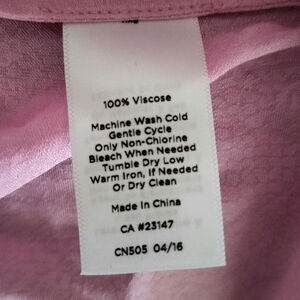 100% Viscose
Machine Wash Cold
Gentle Cycle
Only Non-Chlorine
Bleach When Needed
Tumble Dry Low
Warm Iron, If Needed
Or Dry Clean
Made In China
CA #23147
CN505 04/16